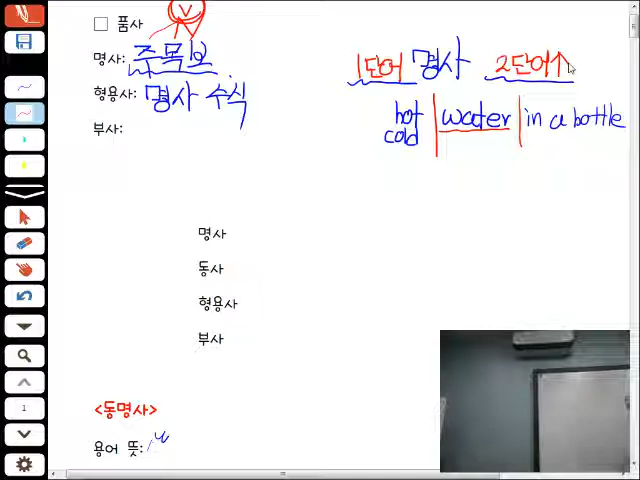 V
□ 품사
명사: 주목보
1단어 명사 2단어↑
형용사: 명사 수식
hot water in a bottle
cold
부사:
명사
동사
형용사
부사
<동명사>
용어 뜻:
1